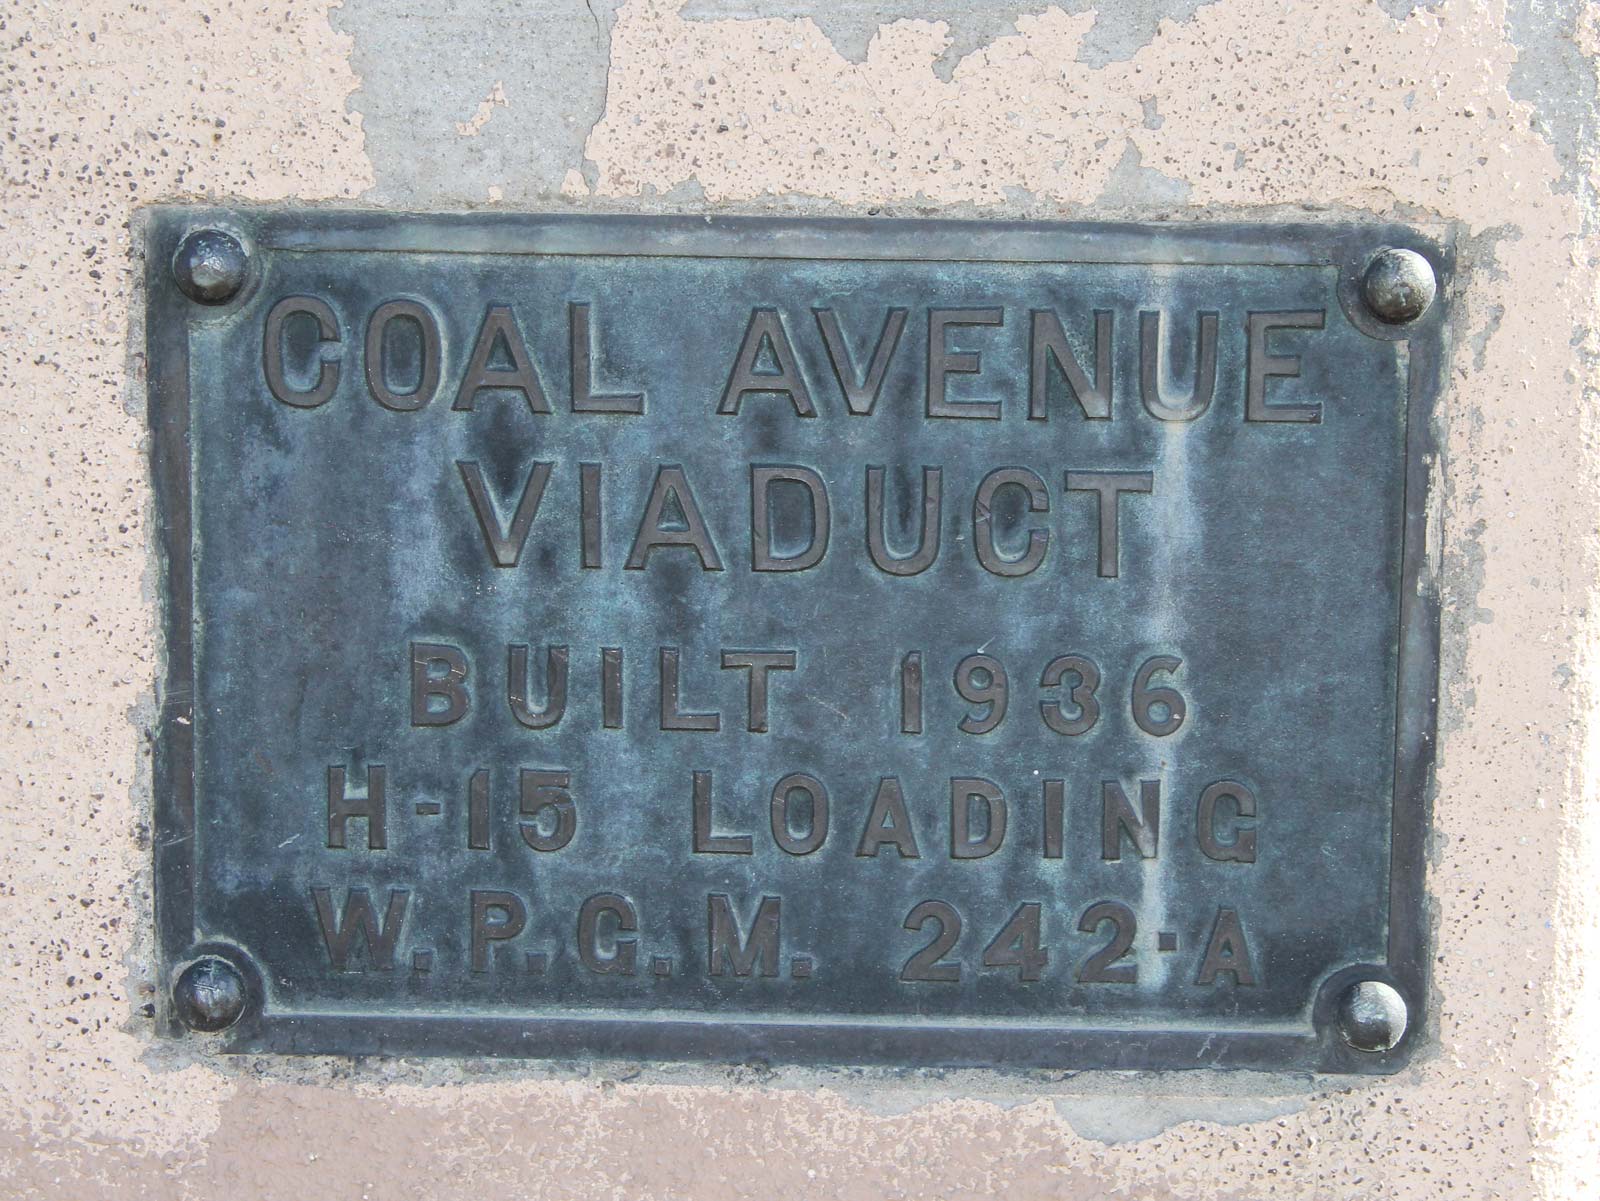 COAL AVENUE
VIADUCT
BUILT 1936
H-15 LOADING
W.P.G.M. 242-A